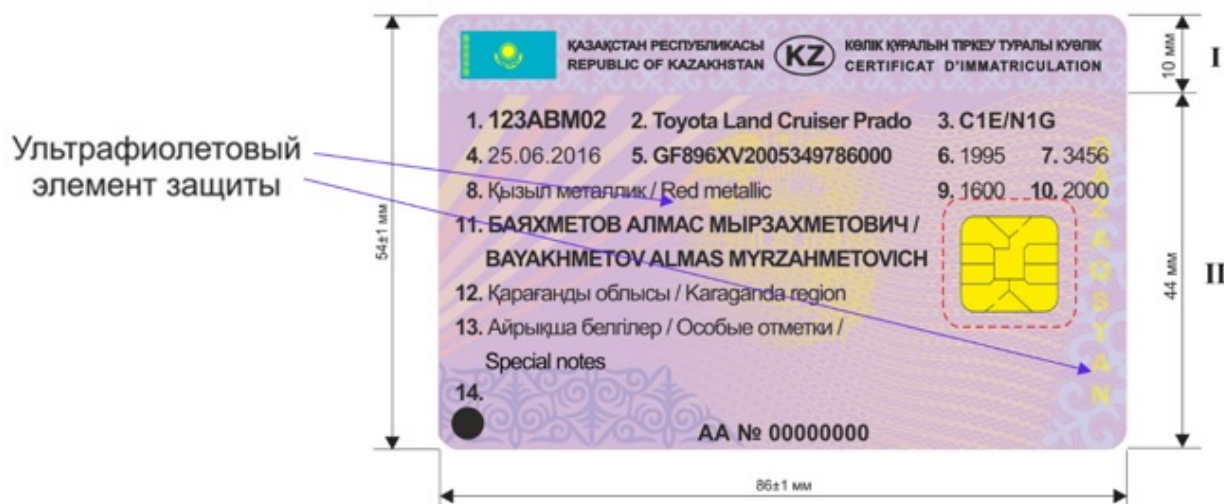 ҚАЗАҚСТАН РЕСПУБЛИКАСЫ
REPUBLIC OF KAZAKHSTAN
KZ
КӨЛІК ҚҰРАЛЫН ТІРКЕУ ТУРАЛЫ КУӘЛІК
CERTIFICAT D'IMMATRICULATION
10 мм
I
Ультрафиолетовый
элемент защиты
54±1 мм
1. 123ABM02 2. Toyota Land Cruiser Prado 3. C1E/N1G
4. 25.06.2016 5. GF896XV2005349786000 6. 1995 7. 3456
8. Қызыл металлик / Red metallic 9. 1600 10. 2000
11. БАЯХМЕТОВ АЛМАС МЫРЗАХМЕТОВИЧ /
BAYAKHMETOV ALMAS MYRZAHMETOVICH
12. Қарағанды облысы / Karaganda region
13. Айрықша белгілер / Особые отметки /
Special notes
14.
AA № 00000000
QAZAQSTAN
44 мм
II
86±1 мм